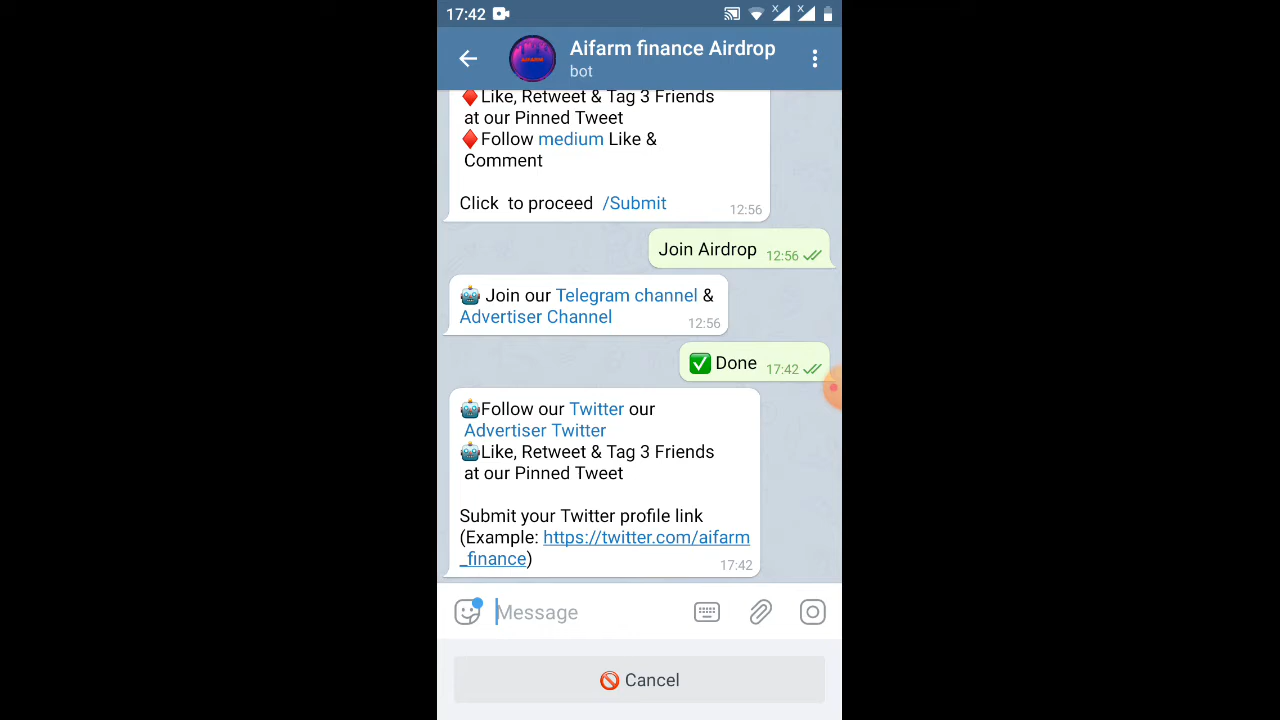 17:42
Aifarm finance Airdrop
bot
Like, Retweet & Tag 3 Friends
at our Pinned Tweet
Follow medium Like &
Comment
Click to proceed /Submit
12:56
Join Airdrop 12:56
Join our Telegram channel &
Advertiser Channel
12:56
Done 17:42
Follow our Twitter our
Advertiser Twitter
Like, Retweet & Tag 3 Friends
at our Pinned Tweet
Submit your Twitter profile link
(Example: https://twitter.com/aifarm
_finance)
17:42
Message
Cancel